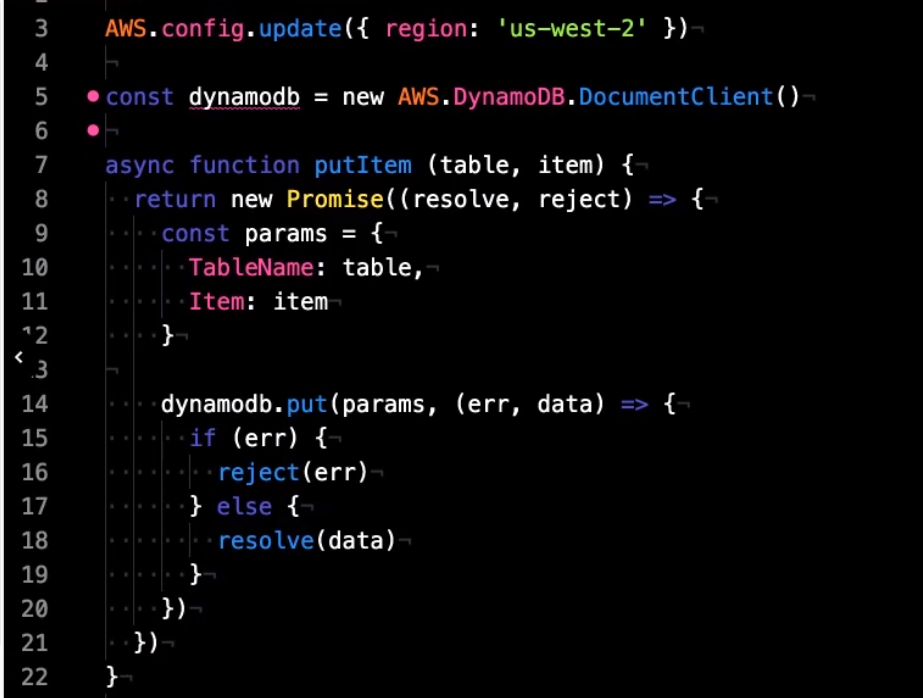 3 AWS.config.update({ region: 'us-west-2' })¬
4 ¬
5 const dynamodb = new AWS.DynamoDB.DocumentClient()¬
6 ¬
7 async function putItem (table, item) {¬
8 ··return new Promise((resolve, reject) => {¬
9 ····const params = {¬
10 ······TableName: table,¬
11 ······Item: item¬
12 ····}¬
13 ¬
14 ····dynamodb.put(params, (err, data) => {¬
15 ······if (err) {¬
16 ········reject(err)¬
17 ······} else {¬
18 ········resolve(data)¬
19 ······}¬
20 ····})¬
21 ··})¬
22 }¬